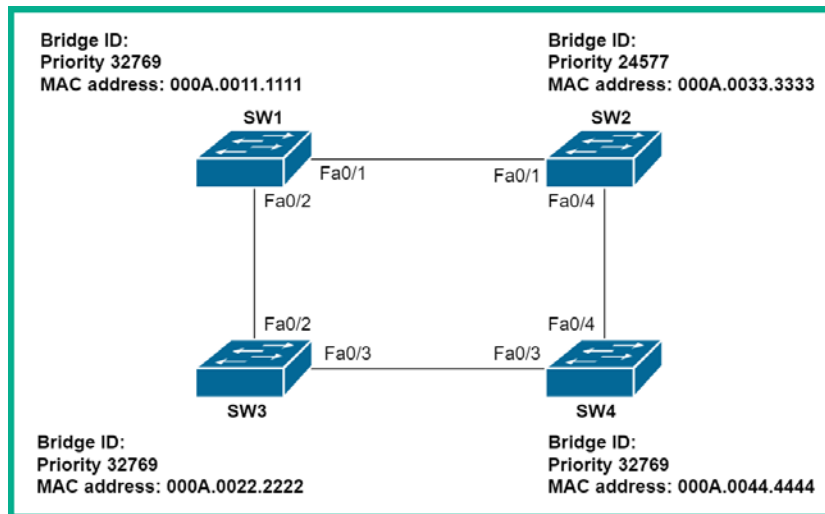 Bridge ID:
Priority 32769
MAC address: 000A.0011.1111
Bridge ID:
Priority 24577
MAC address: 000A.0033.3333
SW1
SW2
Fa0/1
Fa0/1
Fa0/2
Fa0/4
Fa0/2
Fa0/4
Fa0/3
Fa0/3
SW3
SW4
Bridge ID:
Priority 32769
MAC address: 000A.0022.2222
Bridge ID:
Priority 32769
MAC address: 000A.0044.4444